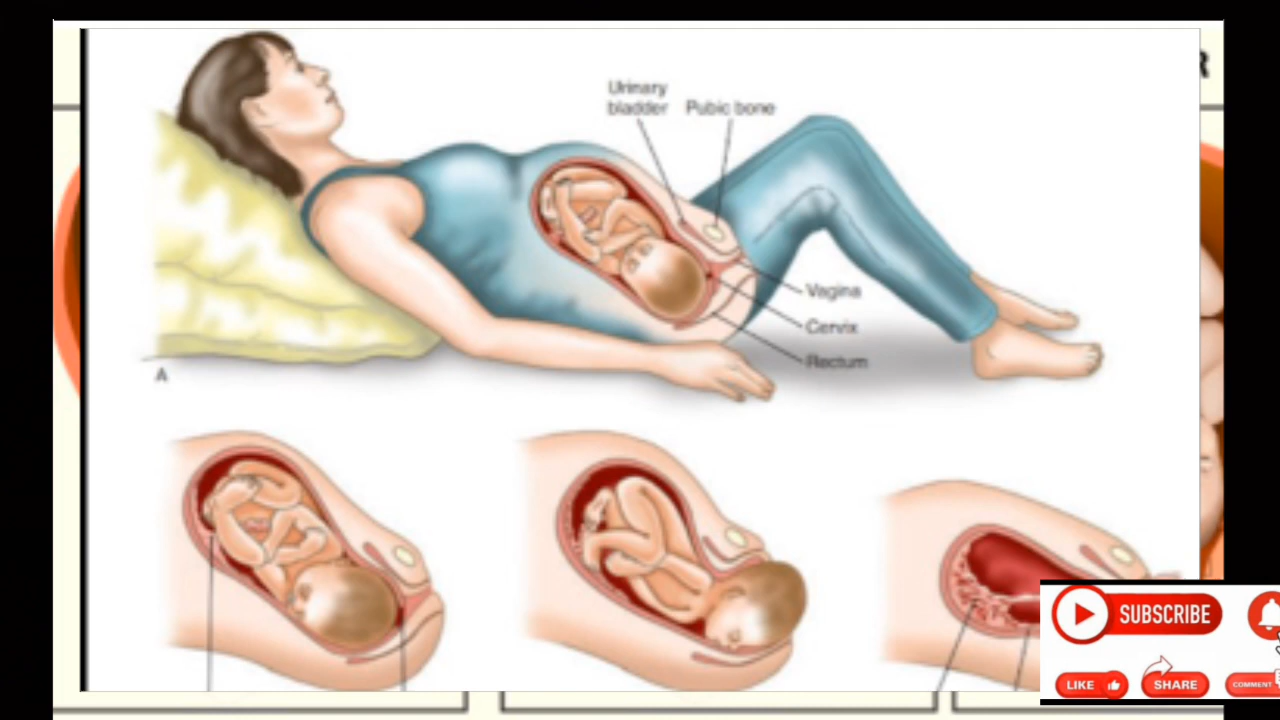 R
Urinary
bladder Pubic bone
Vagina
Cervix
Rectum
A
SUBSCRIBE
LIKE
SHARE
COMMENT